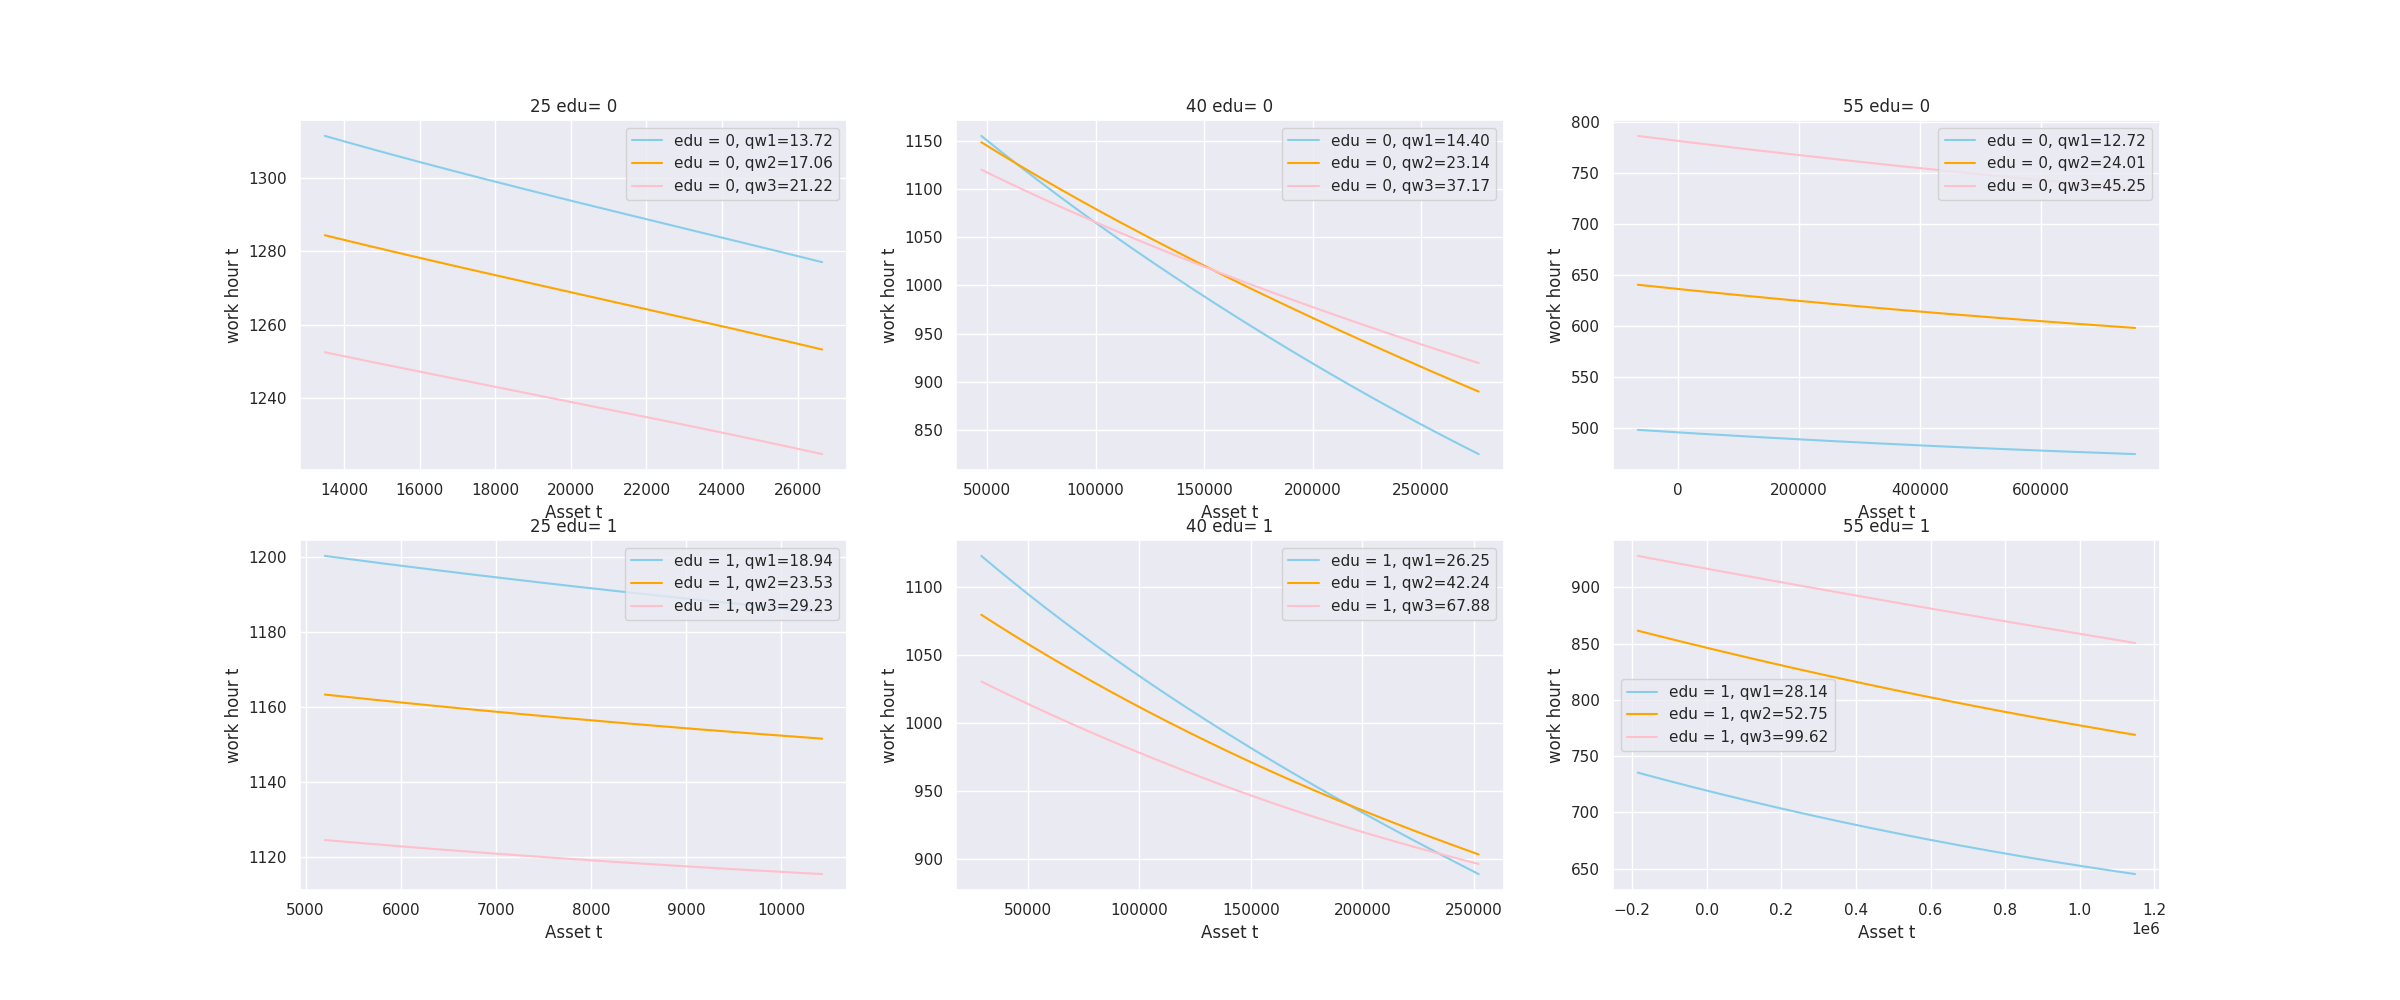 25 edu= 0
edu = 0, qw1=13.72
edu = 0, qw2=17.06
edu = 0, qw3=21.22
work hour t
1300
1280
1260
1240
14000 16000 18000 20000 22000 24000 26000
Asset t
40 edu= 0
edu = 0, qw1=14.40
edu = 0, qw2=23.14
edu = 0, qw3=37.17
work hour t
1150
1100
1050
1000
950
900
850
50000 100000 150000 200000 250000
Asset t
55 edu= 0
edu = 0, qw1=12.72
edu = 0, qw2=24.01
edu = 0, qw3=45.25
work hour t
800
750
700
650
600
550
500
0 200000 400000 600000
Asset t
25 edu= 1
edu = 1, qw1=18.94
edu = 1, qw2=23.53
edu = 1, qw3=29.23
work hour t
1200
1180
1160
1140
1120
5000 6000 7000 8000 9000 10000
Asset t
40 edu= 1
edu = 1, qw1=26.25
edu = 1, qw2=42.24
edu = 1, qw3=67.88
work hour t
1100
1050
1000
950
900
50000 100000 150000 200000 250000
Asset t
55 edu= 1
edu = 1, qw1=28.14
edu = 1, qw2=52.75
edu = 1, qw3=99.62
work hour t
900
850
800
750
700
650
−0.2 0.0 0.2 0.4 0.6 0.8 1.0 1.2
1e6
Asset t